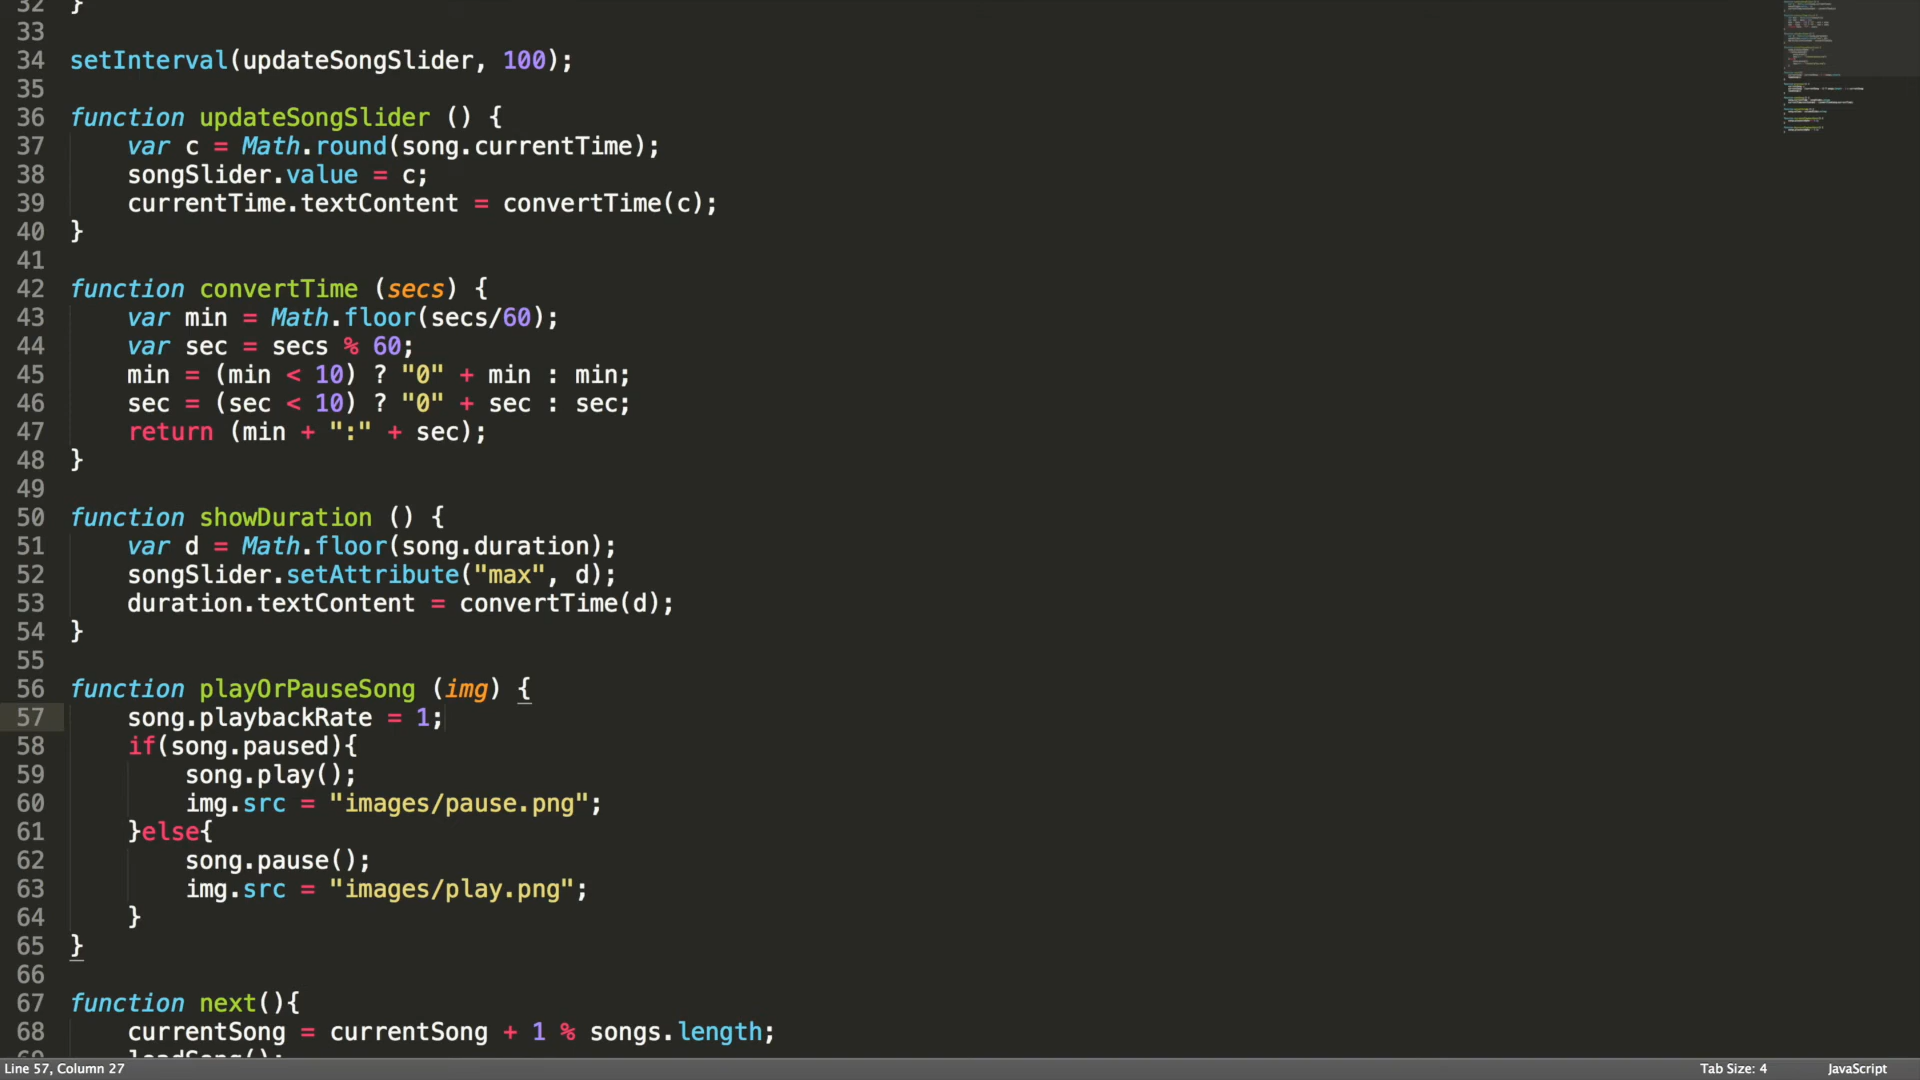 32 }
33
34 setInterval(updateSongSlider, 100);
35
36 function updateSongSlider () {
37     var c = Math.round(song.currentTime);
38     songSlider.value = c;
39     currentTime.textContent = convertTime(c);
40 }
41
42 function convertTime (secs) {
43     var min = Math.floor(secs/60);
44     var sec = secs % 60;
45     min = (min < 10) ? "0" + min : min;
46     sec = (sec < 10) ? "0" + sec : sec;
47     return (min + ":" + sec);
48 }
49
50 function showDuration () {
51     var d = Math.floor(song.duration);
52     songSlider.setAttribute("max", d);
53     duration.textContent = convertTime(d);
54 }
55
56 function playOrPauseSong (img) {
57     song.playbackRate = 1;
58     if(song.paused){
59         song.play();
60         img.src = "images/pause.png";
61     }else{
62         song.pause();
63         img.src = "images/play.png";
64     }
65 }
66
67 function next(){
68     currentSong = currentSong + 1 % songs.length;
69     loadSong();
Line 57, Column 27 Tab Size: 4 JavaScript